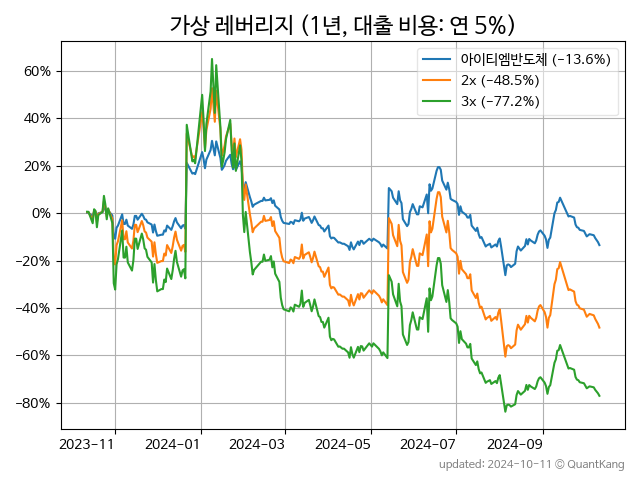 가상 레버리지 (1년, 대출 비용: 연 5%)
아이티엠반도체 (-13.6%)
2x (-48.5%)
3x (-77.2%)
60%
40%
20%
0%
-20%
-40%
-60%
-80%
2023-11 2024-01 2024-03 2024-05 2024-07 2024-09
updated: 2024-10-11 © QuantKang